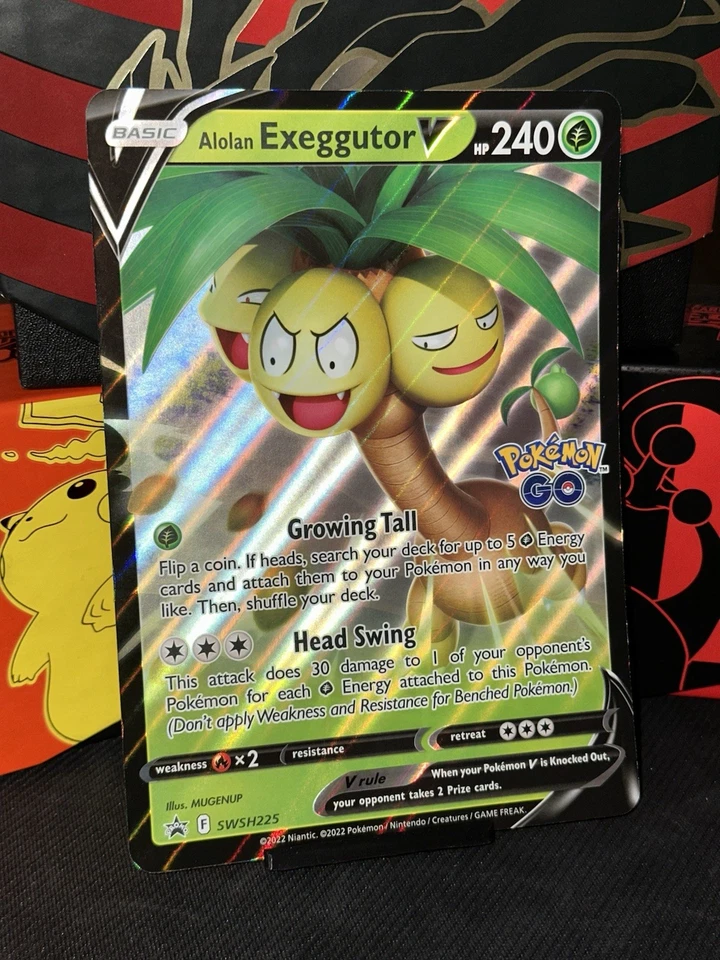 BASIC Alolan Exeggutor V HP 240
Pokémon™
GO
Growing Tall
Flip a coin. If heads, search your deck for up to 5 Energy
cards and attach them to your Pokémon in any way you
like. Then, shuffle your deck.
Head Swing
This attack does 30 damage to 1 of your opponent's
Pokémon for each Energy attached to this Pokémon.
(Don't apply Weakness and Resistance for Benched Pokémon.)
weakness ×2 resistance retreat
V rule When your Pokémon V is Knocked Out,
your opponent takes 2 Prize cards.
Illus. MUGENUP
F SWSH225
©2022 Niantic. ©2022 Pokémon / Nintendo / Creatures / GAME FREAK.